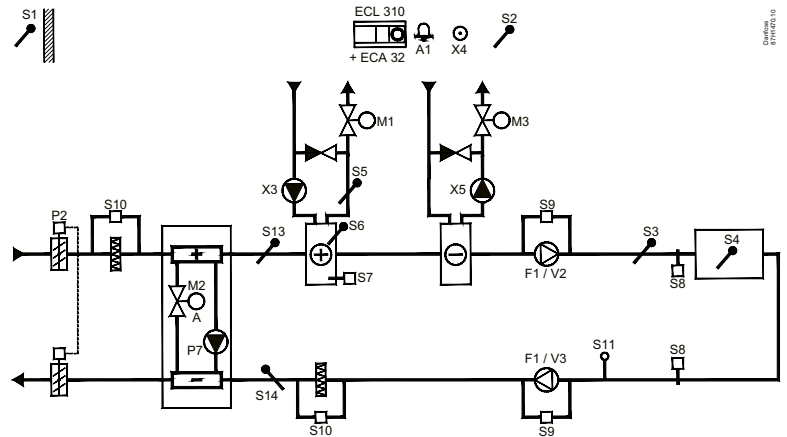 S1
ECL 310
+ ECA 32
A1
X4
S2
Danfoss
87H1470.10
M1
M3
X3
S5
X5
P2
S10
S13
S6
S7
S9
F1 / V2
S3
S4
S8
M2
A
P7
S14
S10
F1 / V3
S9
S11
S8